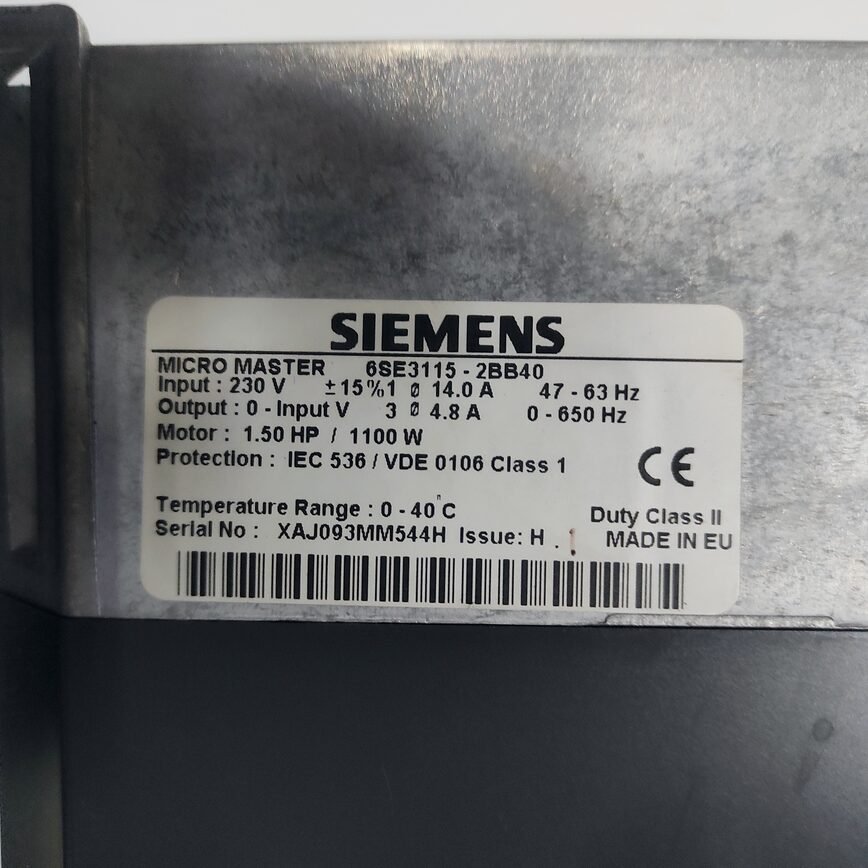 SIEMENS
MICRO MASTER 6SE3115 - 2BB40
Input : 230 V ±15%1 ø 14.0 A 47 - 63 Hz
Output : 0 - Input V 3 ø 4.8 A 0 - 650 Hz
Motor : 1.50 HP / 1100 W
Protection : IEC 536 / VDE 0106 Class 1
CE
Temperature Range : 0 - 40°C Duty Class II
Serial No : XAJ093MM544H Issue: H . MADE IN EU